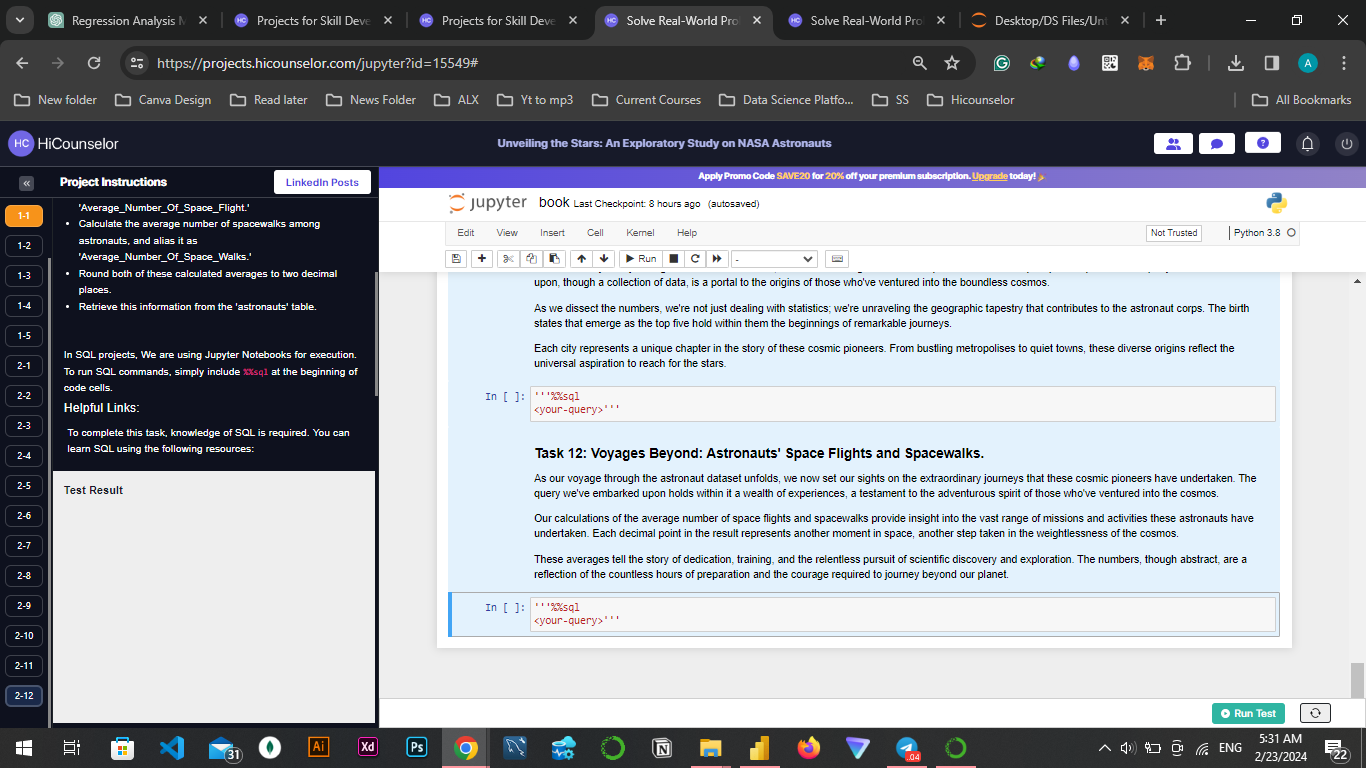 Regression Analysis M
Projects for Skill Deve
Projects for Skill Deve
Solve Real-World Pro
Solve Real-World Pro
Desktop/DS Files/Unt
https://projects.hicounselor.com/jupyter?id=15549#
A
New folder
Canva Design
Read later
News Folder
ALX
Yt to mp3
Current Courses
Data Science Platfo...
SS
Hicounselor
All Bookmarks
HC HiCounselor
Unveiling the Stars: An Exploratory Study on NASA Astronauts
«
Project Instructions
LinkedIn Posts
Apply Promo Code SAVE20 for 20% off your premium subscription. Upgrade today!
1-1
1-2
1-3
1-4
1-5
2-1
2-2
2-3
2-4
2-5
2-6
2-7
2-8
2-9
2-10
2-11
2-12
'Average_Number_Of_Space_Flight.'
• Calculate the average number of spacewalks among
astronauts, and alias it as
'Average_Number_Of_Space_Walks.'
• Round both of these calculated averages to two decimal
places.
• Retrieve this information from the 'astronauts' table.
In SQL projects, We are using Jupyter Notebooks for execution.
To run SQL commands, simply include %%sql at the beginning of
code cells.
Helpful Links:
To complete this task, knowledge of SQL is required. You can
learn SQL using the following resources:
Test Result
jupyter book Last Checkpoint: 8 hours ago (autosaved)
Edit View Insert Cell Kernel Help
Not Trusted
Python 3.8
Run
-
upon, though a collection of data, is a portal to the origins of those who've ventured into the boundless cosmos.
As we dissect the numbers, we're not just dealing with statistics; we're unraveling the geographic tapestry that contributes to the astronaut corps. The birth
states that emerge as the top five hold within them the beginnings of remarkable journeys.
Each city represents a unique chapter in the story of these cosmic pioneers. From bustling metropolises to quiet towns, these diverse origins reflect the
universal aspiration to reach for the stars.
In [ ]: '''%%sql
<your-query>'''
Task 12: Voyages Beyond: Astronauts' Space Flights and Spacewalks.
As our voyage through the astronaut dataset unfolds, we now set our sights on the extraordinary journeys that these cosmic pioneers have undertaken. The
query we've embarked upon holds within it a wealth of experiences, a testament to the adventurous spirit of those who've ventured into the cosmos.
Our calculations of the average number of space flights and spacewalks provide insight into the vast range of missions and activities these astronauts have
undertaken. Each decimal point in the result represents another moment in space, another step taken in the weightlessness of the cosmos.
These averages tell the story of dedication, training, and the relentless pursuit of scientific discovery and exploration. The numbers, though abstract, are a
reflection of the countless hours of preparation and the courage required to journey beyond our planet.
In [ ]: '''%%sql
<your-query>'''
Run Test
31
Ai
Xd
Ps
.04
ENG
5:31 AM
2/23/2024
22